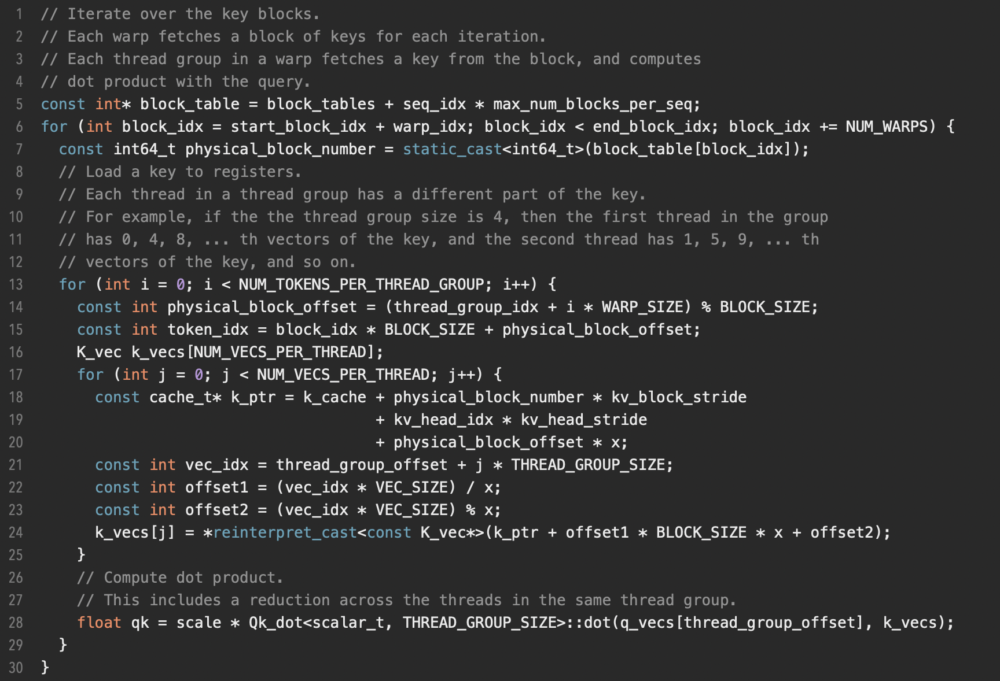 1 // Iterate over the key blocks.
2 // Each warp fetches a block of keys for each iteration.
3 // Each thread group in a warp fetches a key from the block, and computes
4 // dot product with the query.
5 const int* block_table = block_tables + seq_idx * max_num_blocks_per_seq;
6 for (int block_idx = start_block_idx + warp_idx; block_idx < end_block_idx; block_idx += NUM_WARPS) {
7   const int64_t physical_block_number = static_cast<int64_t>(block_table[block_idx]);
8   // Load a key to registers.
9   // Each thread in a thread group has a different part of the key.
10   // For example, if the the thread group size is 4, then the first thread in the group
11   // has 0, 4, 8, ... th vectors of the key, and the second thread has 1, 5, 9, ... th
12   // vectors of the key, and so on.
13   for (int i = 0; i < NUM_TOKENS_PER_THREAD_GROUP; i++) {
14     const int physical_block_offset = (thread_group_idx + i * WARP_SIZE) % BLOCK_SIZE;
15     const int token_idx = block_idx * BLOCK_SIZE + physical_block_offset;
16     K_vec k_vecs[NUM_VECS_PER_THREAD];
17     for (int j = 0; j < NUM_VECS_PER_THREAD; j++) {
18       const cache_t* k_ptr = k_cache + physical_block_number * kv_block_stride
19                                      + kv_head_idx * kv_head_stride
20                                      + physical_block_offset * x;
21       const int vec_idx = thread_group_offset + j * THREAD_GROUP_SIZE;
22       const int offset1 = (vec_idx * VEC_SIZE) / x;
23       const int offset2 = (vec_idx * VEC_SIZE) % x;
24       k_vecs[j] = *reinterpret_cast<const K_vec*>(k_ptr + offset1 * BLOCK_SIZE * x + offset2);
25     }
26     // Compute dot product.
27     // This includes a reduction across the threads in the same thread group.
28     float qk = scale * Qk_dot<scalar_t, THREAD_GROUP_SIZE>::dot(q_vecs[thread_group_offset], k_vecs);
29   }
30 }